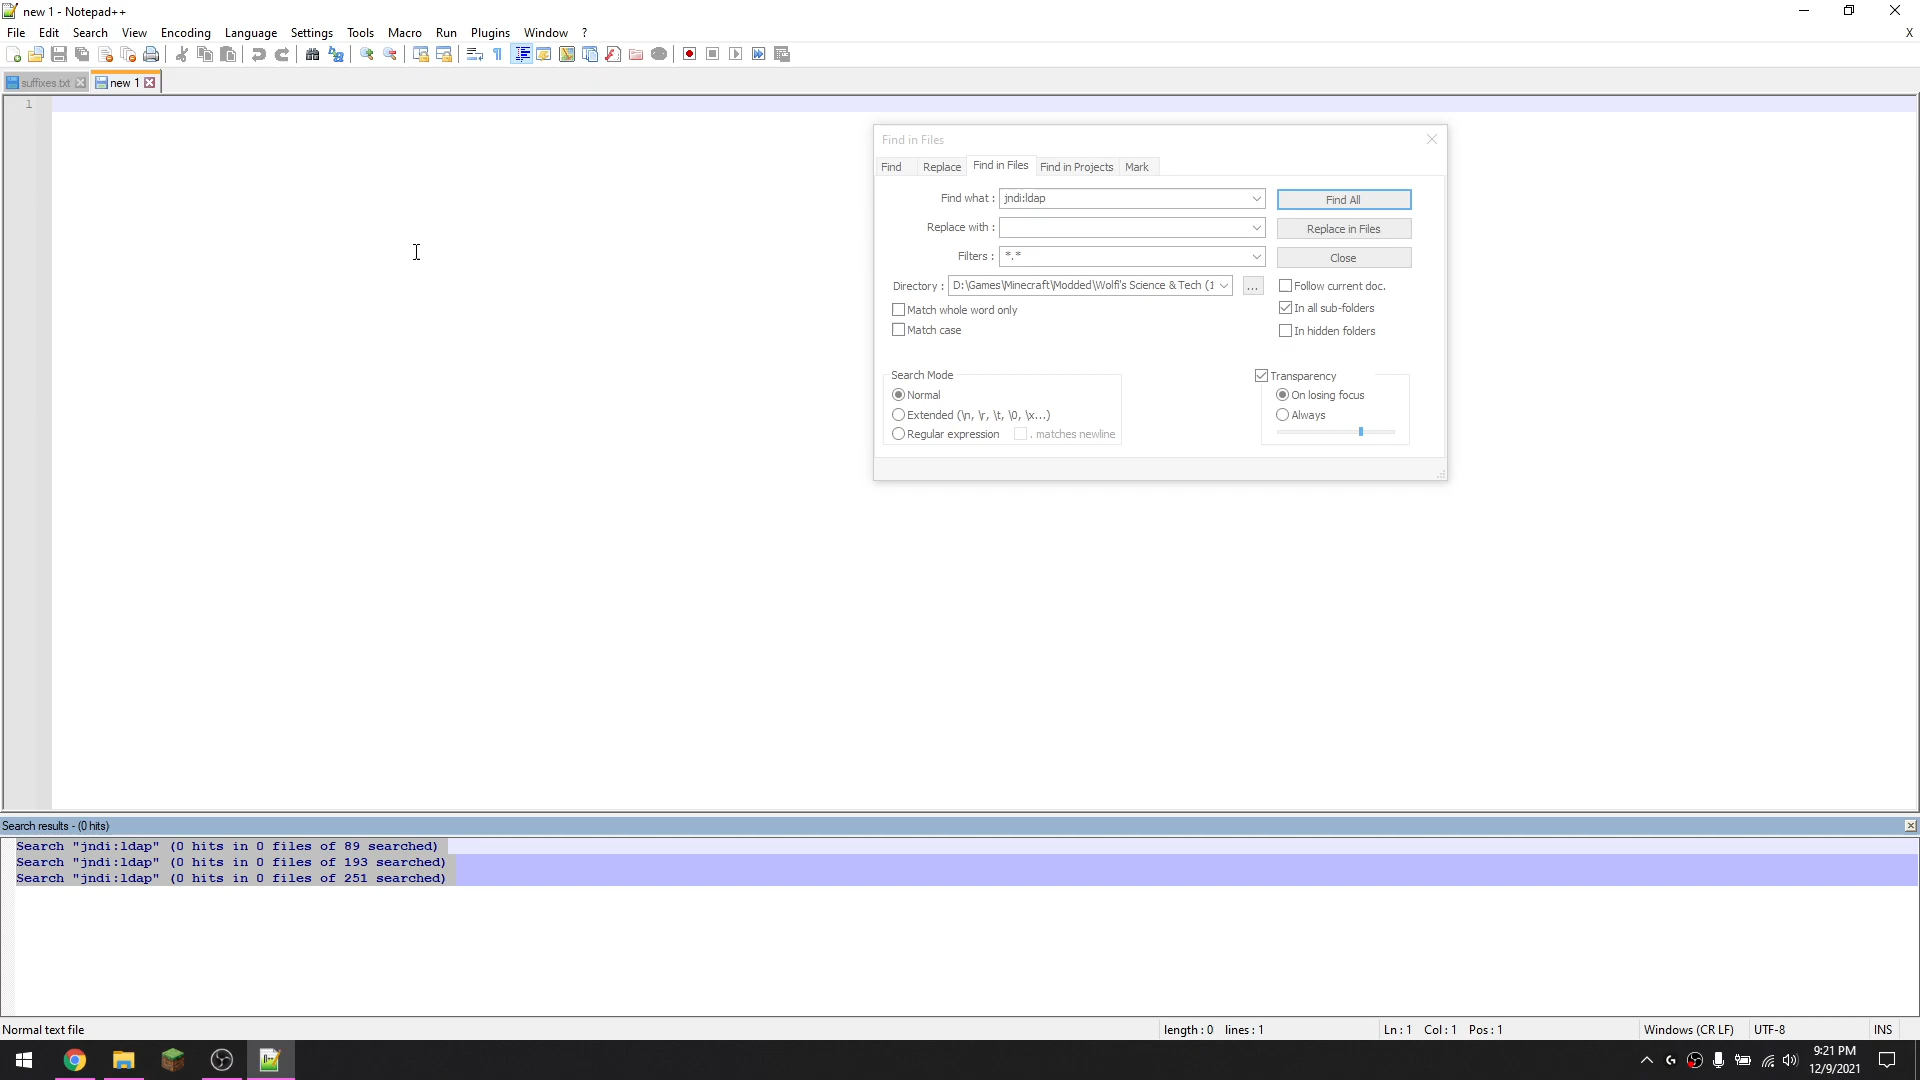 new 1 - Notepad++
File Edit Search View Encoding Language Settings Tools Macro Run Plugins Window ? X
suffixes.txt new 1
1
Find in Files
Find Replace Find in Files Find in Projects Mark
Find what : jndi:ldap Find All
Replace with : Replace in Files
Filters : *.* Close
Directory : D:\Games\Minecraft\Modded\Wolfi's Science & Tech (1 ... Follow current doc.
Match whole word only In all sub-folders
Match case In hidden folders
Search Mode Transparency
Normal On losing focus
Extended (\n, \r, \t, \0, \x...) Always
Regular expression . matches newline
Search results - (0 hits)
Search "jndi:ldap" (0 hits in 0 files of 89 searched)
Search "jndi:ldap" (0 hits in 0 files of 193 searched)
Search "jndi:ldap" (0 hits in 0 files of 251 searched)
Normal text file length : 0 lines : 1 Ln : 1 Col : 1 Pos : 1 Windows (CR LF) UTF-8 INS
9:21 PM
12/9/2021